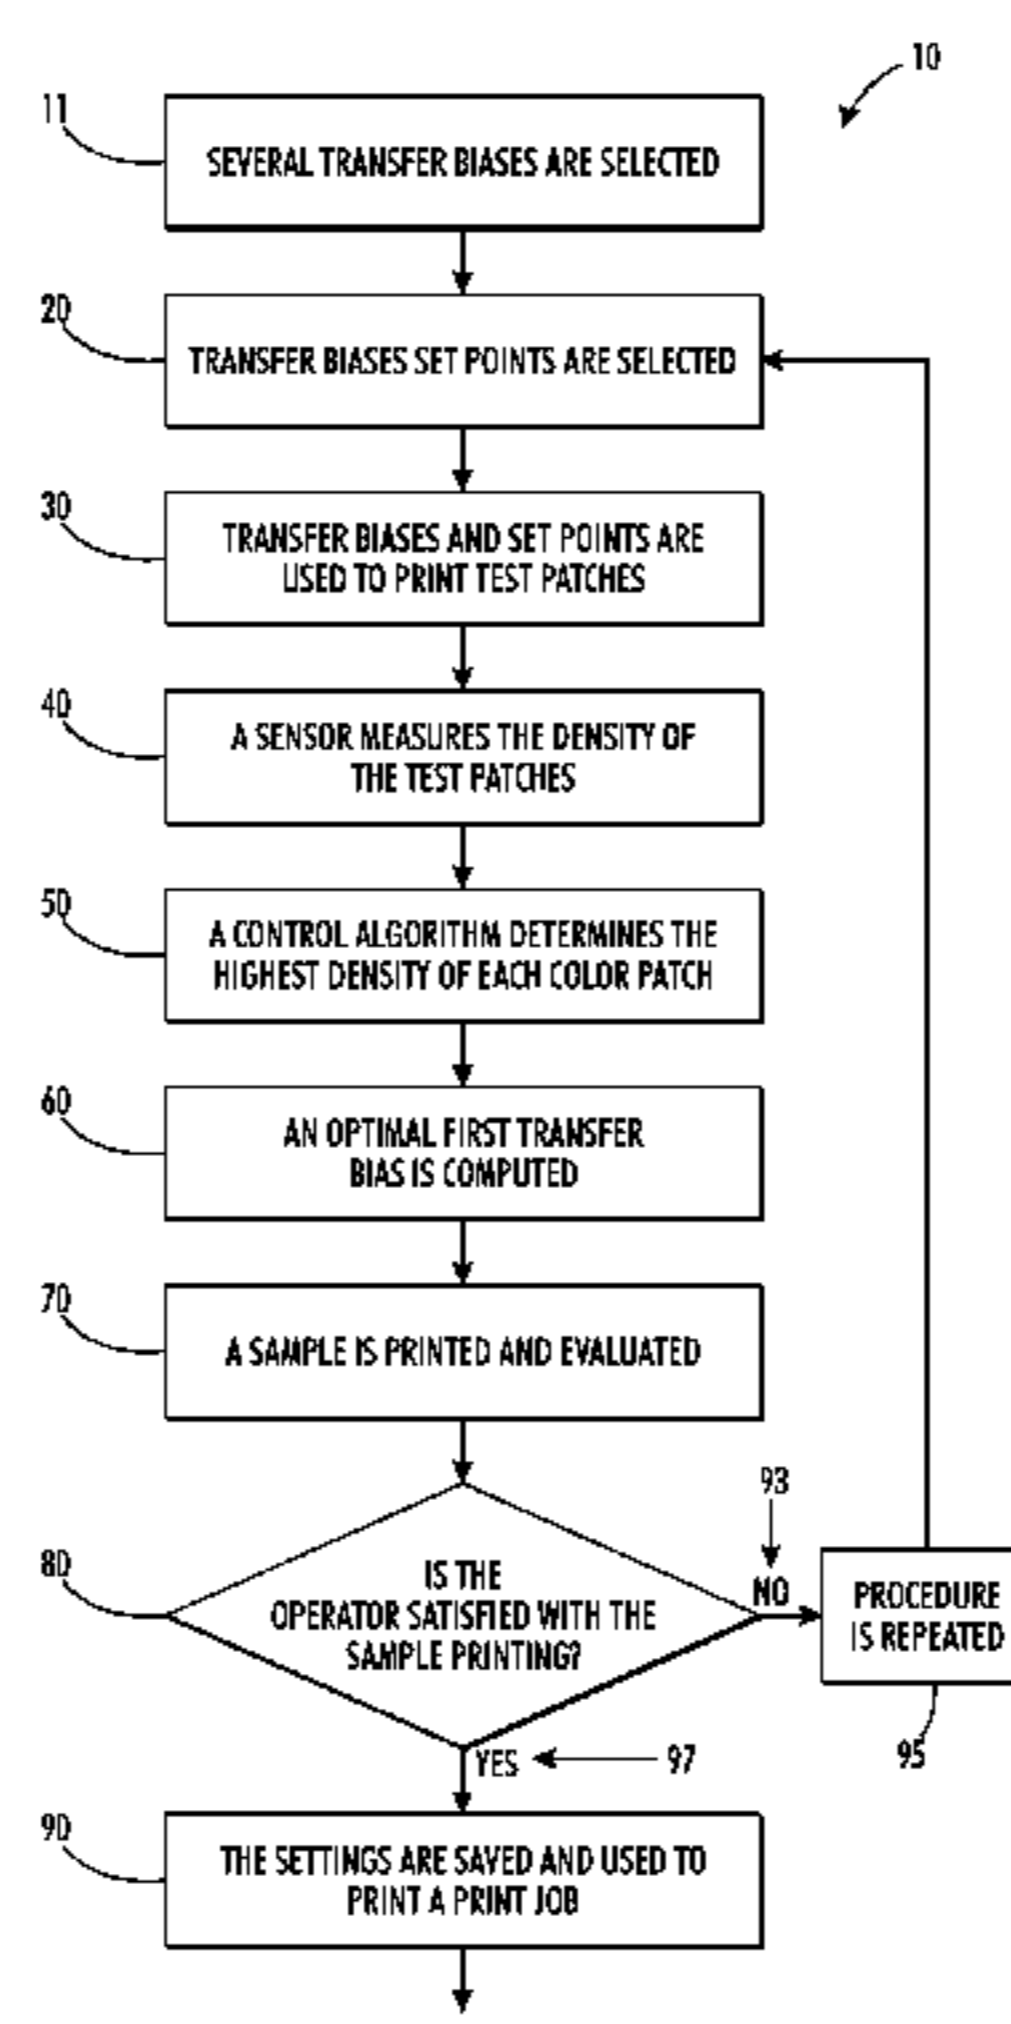 10
11
SEVERAL TRANSFER BIASES ARE SELECTED
20
TRANSFER BIASES SET POINTS ARE SELECTED
30
TRANSFER BIASES AND SET POINTS ARE
USED TO PRINT TEST PATCHES
40
A SENSOR MEASURES THE DENSITY OF
THE TEST PATCHES
50
A CONTROL ALGORITHM DETERMINES THE
HIGHEST DENSITY OF EACH COLOR PATCH
60
AN OPTIMAL FIRST TRANSFER
BIAS IS COMPUTED
70
A SAMPLE IS PRINTED AND EVALUATED
80
IS THE
OPERATOR SATISFIED WITH THE
SAMPLE PRINTING?
93
NO
PROCEDURE
IS REPEATED
95
YES
97
90
THE SETTINGS ARE SAVED AND USED TO
PRINT A PRINT JOB